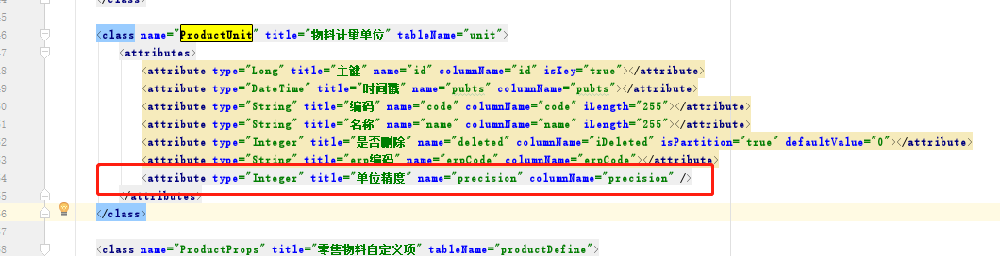 </class>
<class name="ProductUnit" title="物料计量单位" tableName="unit">
<attributes>
<attribute type="Long" title="主键" name="id" columnName="id" isKey="true"></attribute>
<attribute type="DateTime" title="时间戳" name="pubts" columnName="pubts"></attribute>
<attribute type="String" title="编码" name="code" columnName="code" iLength="255"></attribute>
<attribute type="String" title="名称" name="name" columnName="name" iLength="255"></attribute>
<attribute type="Integer" title="是否删除" name="deleted" columnName="iDeleted" isPartition="true" defaultValue="0"></attribute>
<attribute type="String" title="erp编码" name="erpCode" columnName="erpCode"></attribute>
<attribute type="Integer" title="单位精度" name="precision" columnName="precision" />
</attributes>
</class>
<class name="ProductProps" title="零售物料自定义项" tableName="productDefine">